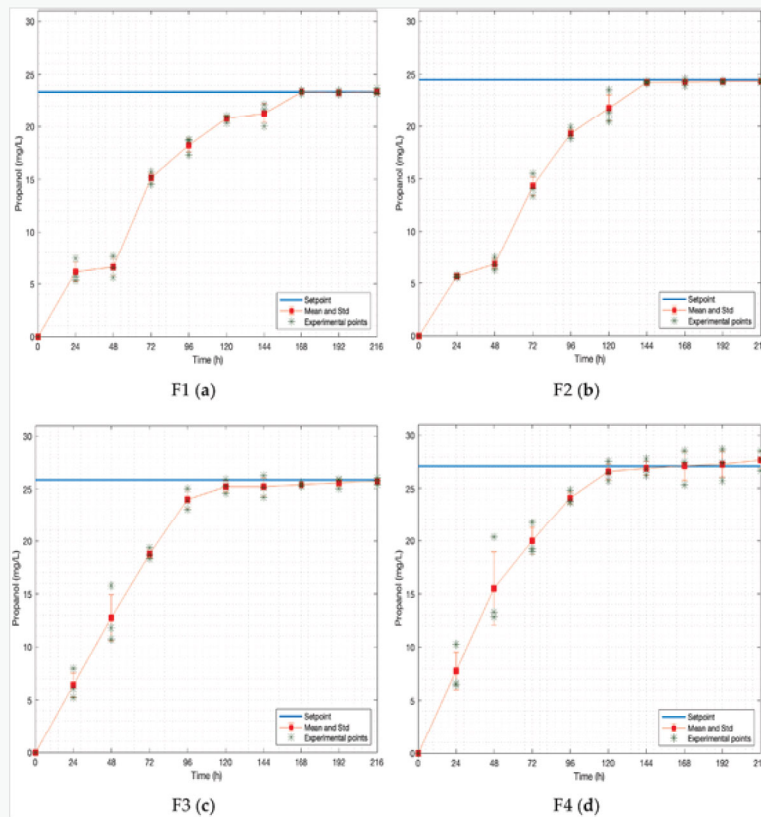 30
25
20
15
10
5
0
Propanol (mg/L)
Setpoint
Mean and Std
Experimental points
0 24 48 72 96 120 144 168 192 216
Time (h)
F1 (a)
30
25
20
15
10
5
0
Propanol (mg/L)
Setpoint
Mean and Std
Experimental points
0 24 48 72 96 120 144 168 192
Time (h)
F2 (b)
30
25
20
15
10
5
0
Propanol (mg/L)
Setpoint
Mean and Std
Experimental points
0 24 48 72 96 120 144 168 192 216
Time (h)
F3 (c)
30
25
20
15
10
5
0
Propanol (mg/L)
Setpoint
Mean and Std
Experimental points
0 24 48 72 96 120 144 168 192
Time (h)
F4 (d)